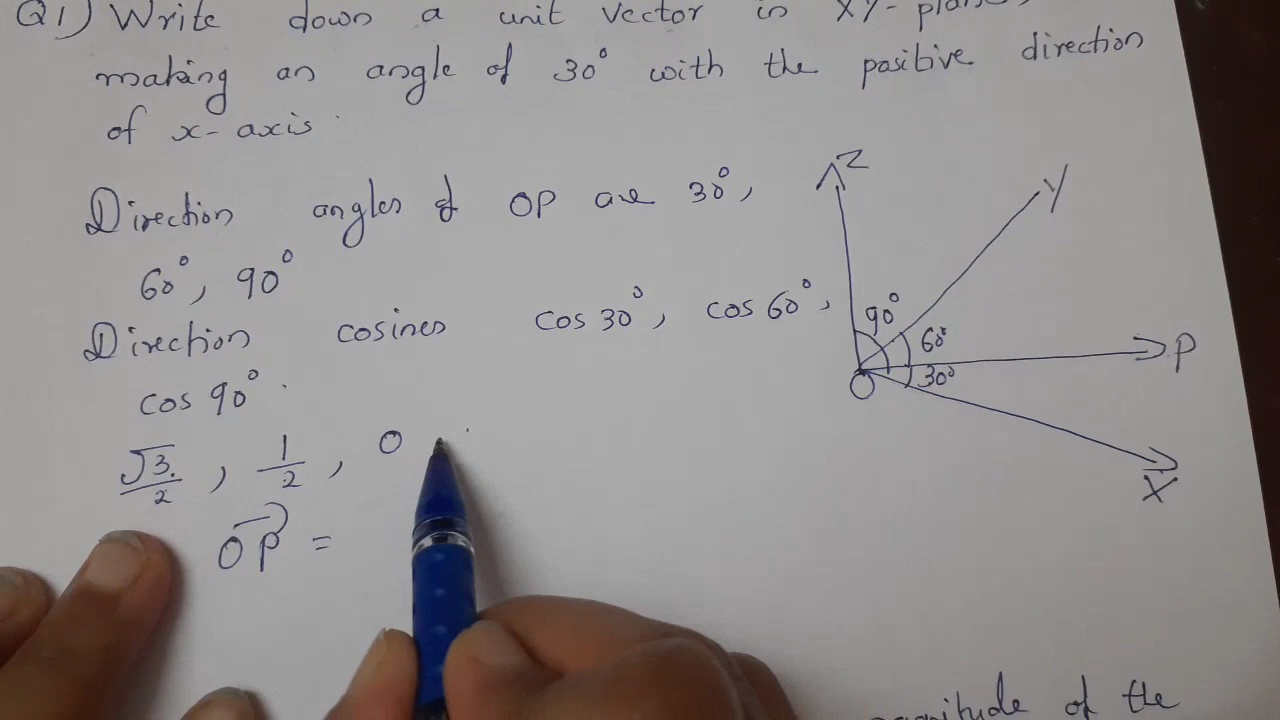 Q1) Write down a unit vector in XY-plane,
making an angle of 30° with the positive direction
of x-axis.
Direction angles of OP are 30°,
60°, 90°
Direction cosines cos 30°, cos 60°,
cos 90°.
√3/2, 1/2, 0
OP⃗ =
Z
Y
90°
60°
P
30°
O
X
magnitude of the